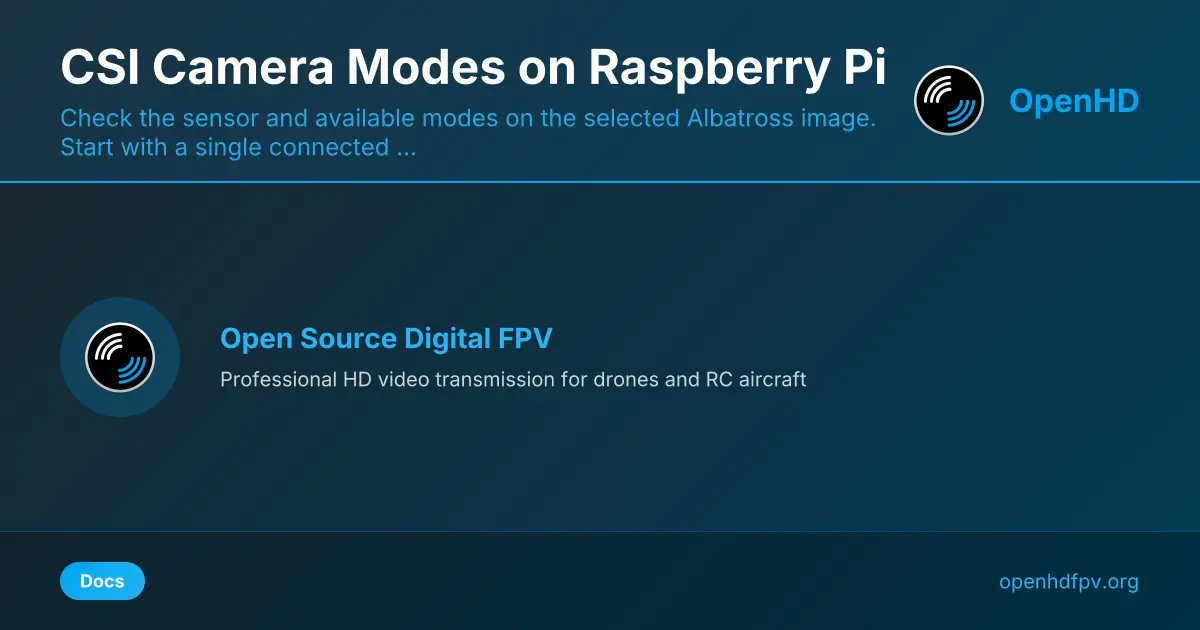 CSI Camera Modes on Raspberry Pi
Check the sensor and available modes on the selected Albatross image.
Start with a single connected ...
OpenHD
Open Source Digital FPV
Professional HD video transmission for drones and RC aircraft
Docs
openhdfpv.org